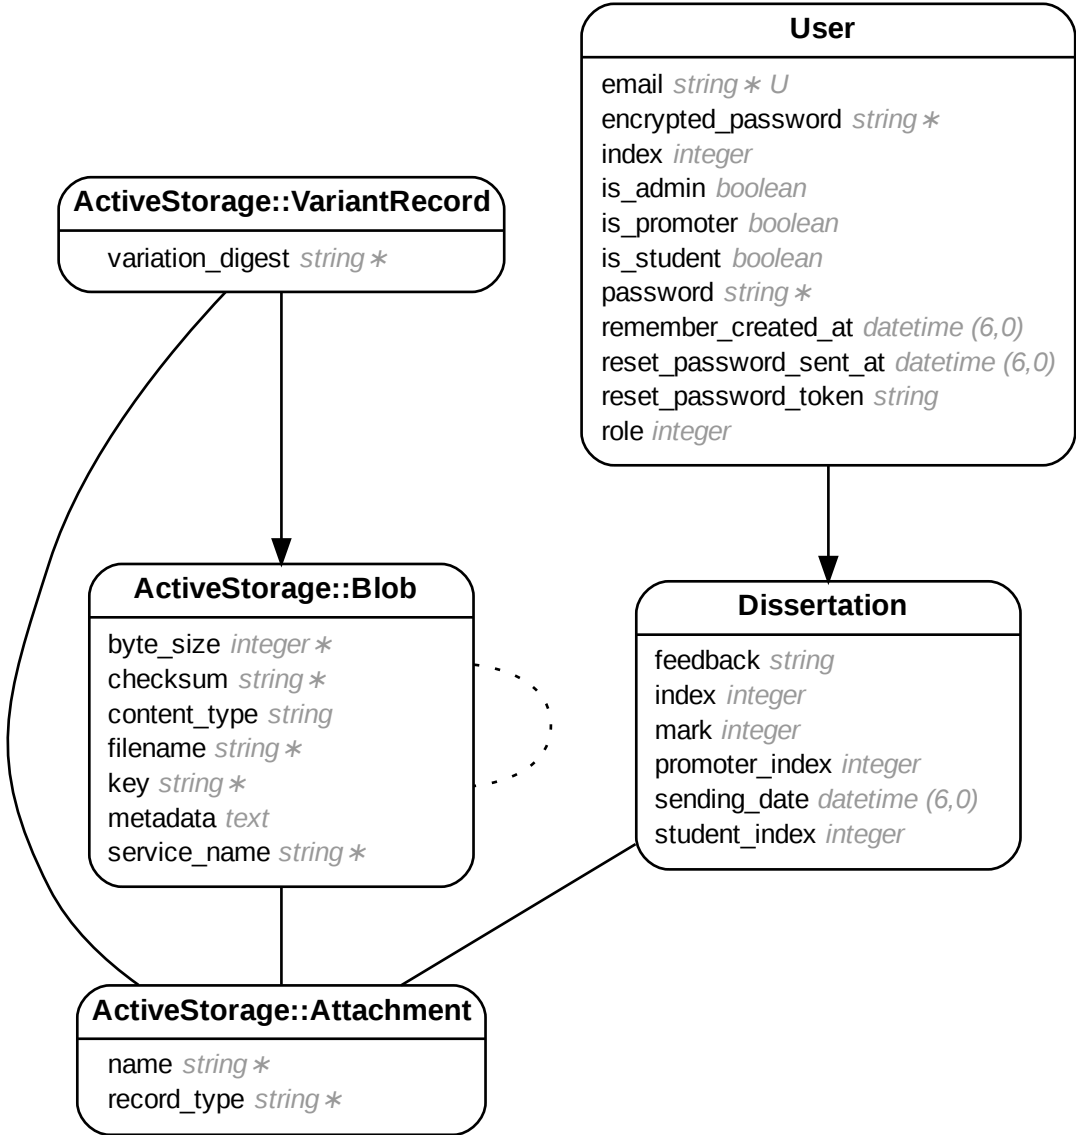 User
email string ∗ U
encrypted_password string ∗
index integer
is_admin boolean
is_promoter boolean
is_student boolean
password string ∗
remember_created_at datetime (6,0)
reset_password_sent_at datetime (6,0)
reset_password_token string
role integer
ActiveStorage::VariantRecord
variation_digest string ∗
ActiveStorage::Blob
byte_size integer ∗
checksum string ∗
content_type string
filename string ∗
key string ∗
metadata text
service_name string ∗
Dissertation
feedback string
index integer
mark integer
promoter_index integer
sending_date datetime (6,0)
student_index integer
ActiveStorage::Attachment
name string ∗
record_type string ∗